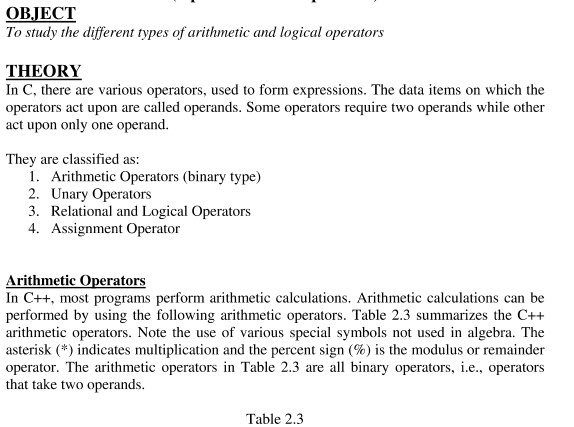 OBJECT
To study the different types of arithmetic and logical operators
THEORY
In C, there are various operators, used to form expressions. The data items on which the
operators act upon are called operands. Some operators require two operands while other
act upon only one operand.
They are classified as:
1. Arithmetic Operators (binary type)
2. Unary Operators
3. Relational and Logical Operators
4. Assignment Operator
Arithmetic Operators
In C++, most programs perform arithmetic calculations. Arithmetic calculations can be
performed by using the following arithmetic operators. Table 2.3 summarizes the C++
arithmetic operators. Note the use of various special symbols not used in algebra. The
asterisk (*) indicates multiplication and the percent sign (%) is the modulus or remainder
operator. The arithmetic operators in Table 2.3 are all binary operators, i.e., operators
that take two operands.
Table 2.3